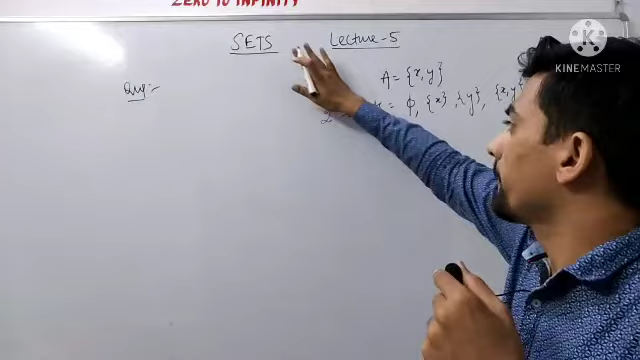 ZERO TO INFINITY
SETS Lecture-5
KINEMASTER
Que:-
A = {x, y}
= ϕ, {x}, {y}, {x, y